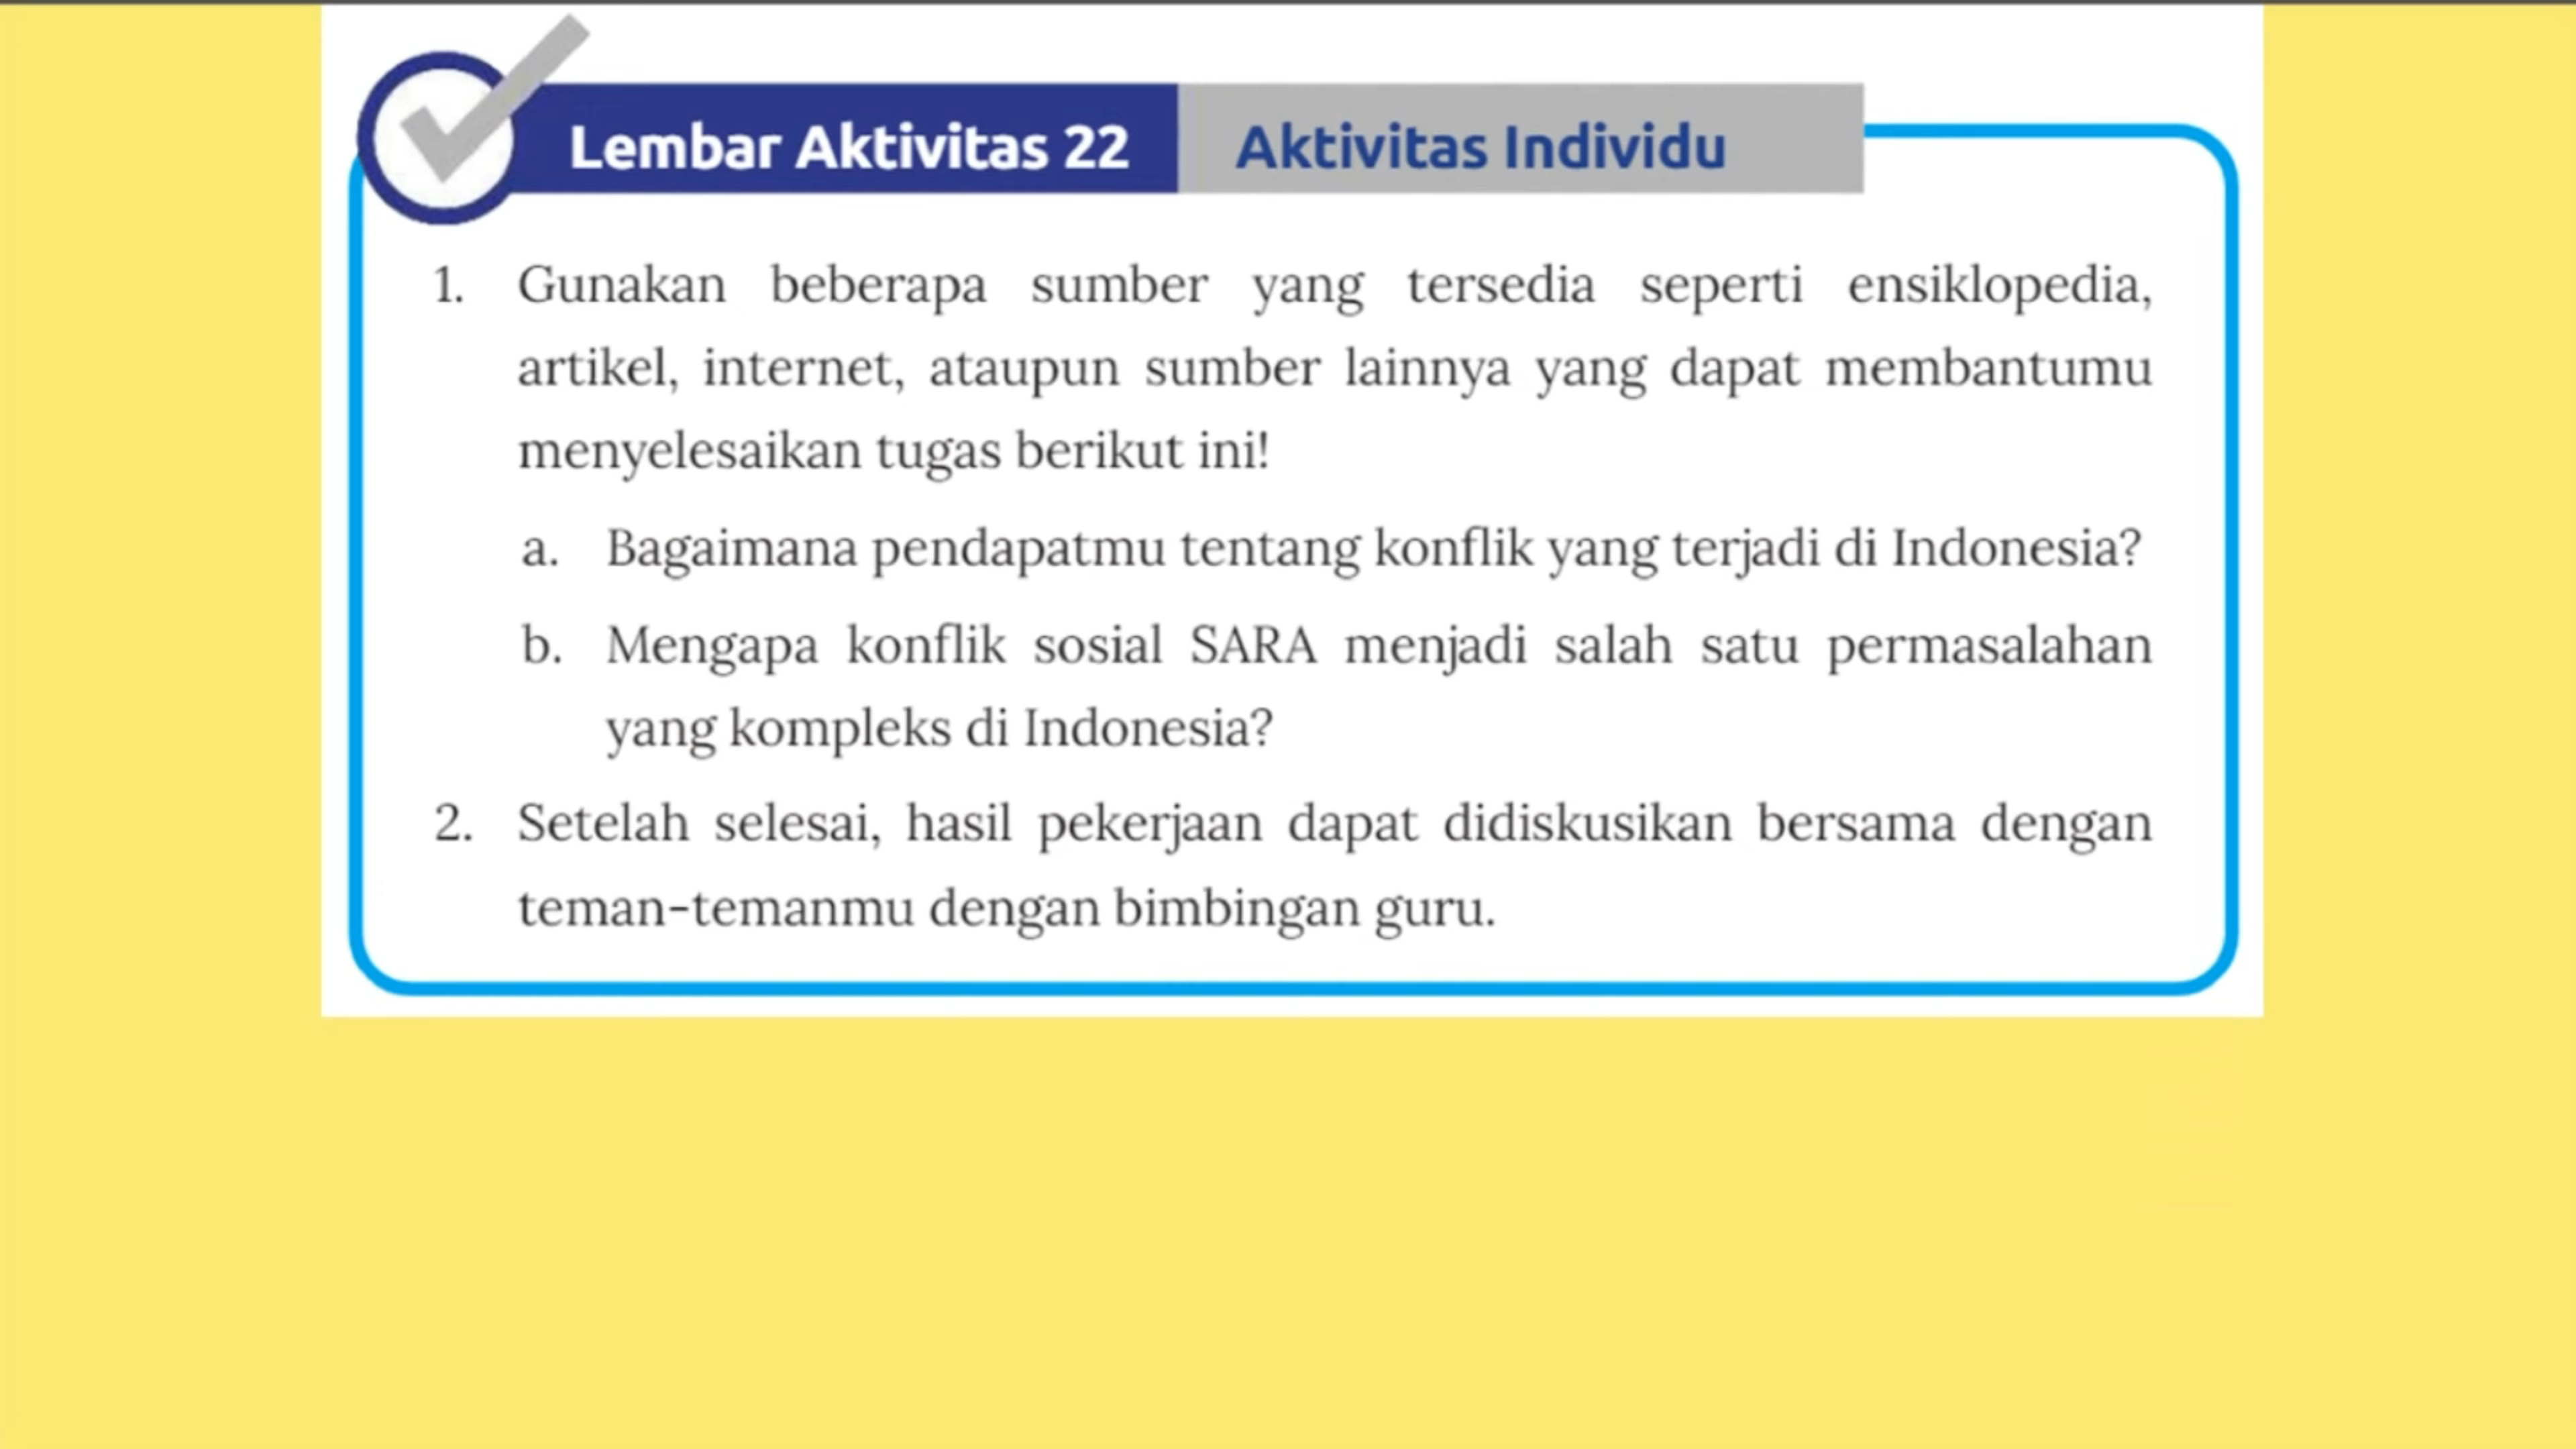 Lembar Aktivitas 22 Aktivitas Individu
1. Gunakan beberapa sumber yang tersedia seperti ensiklopedia,
artikel, internet, ataupun sumber lainnya yang dapat membantumu
menyelesaikan tugas berikut ini!
a. Bagaimana pendapatmu tentang konflik yang terjadi di Indonesia?
b. Mengapa konflik sosial SARA menjadi salah satu permasalahan
yang kompleks di Indonesia?
2. Setelah selesai, hasil pekerjaan dapat didiskusikan bersama dengan
teman-temanmu dengan bimbingan guru.